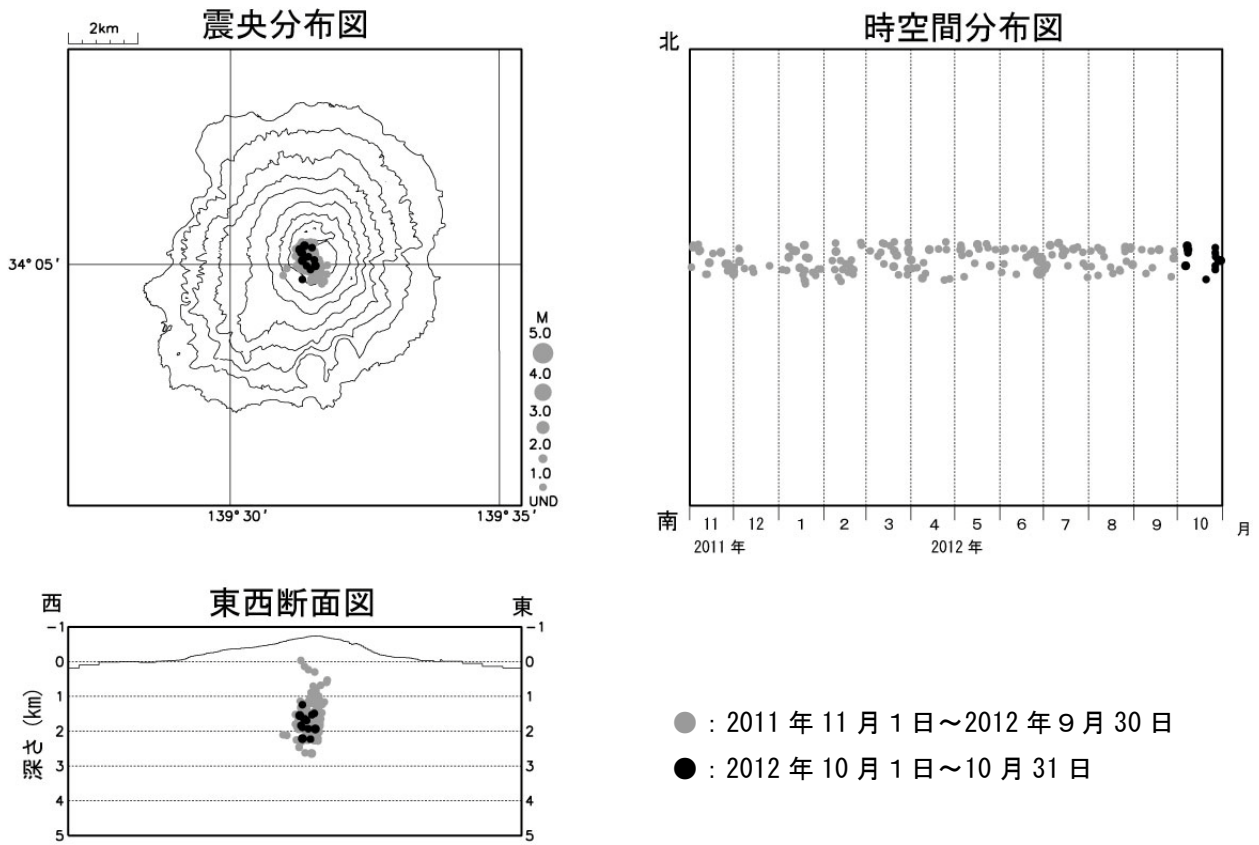 震央分布図
2km
34°05′
139°30′
139°35′
M
5.0
4.0
3.0
2.0
1.0
UND
時空間分布図
北
南
11 12 1 2 3 4 5 6 7 8 9 10 月
2011 年 2012 年
東西断面図
西 東
-1 -1
0 0
1 1
2 2
3 3
4 4
5 5
深さ (km)
: 2011 年 11 月 1 日～2012 年 9 月 30 日
: 2012 年 10 月 1 日～10 月 31 日